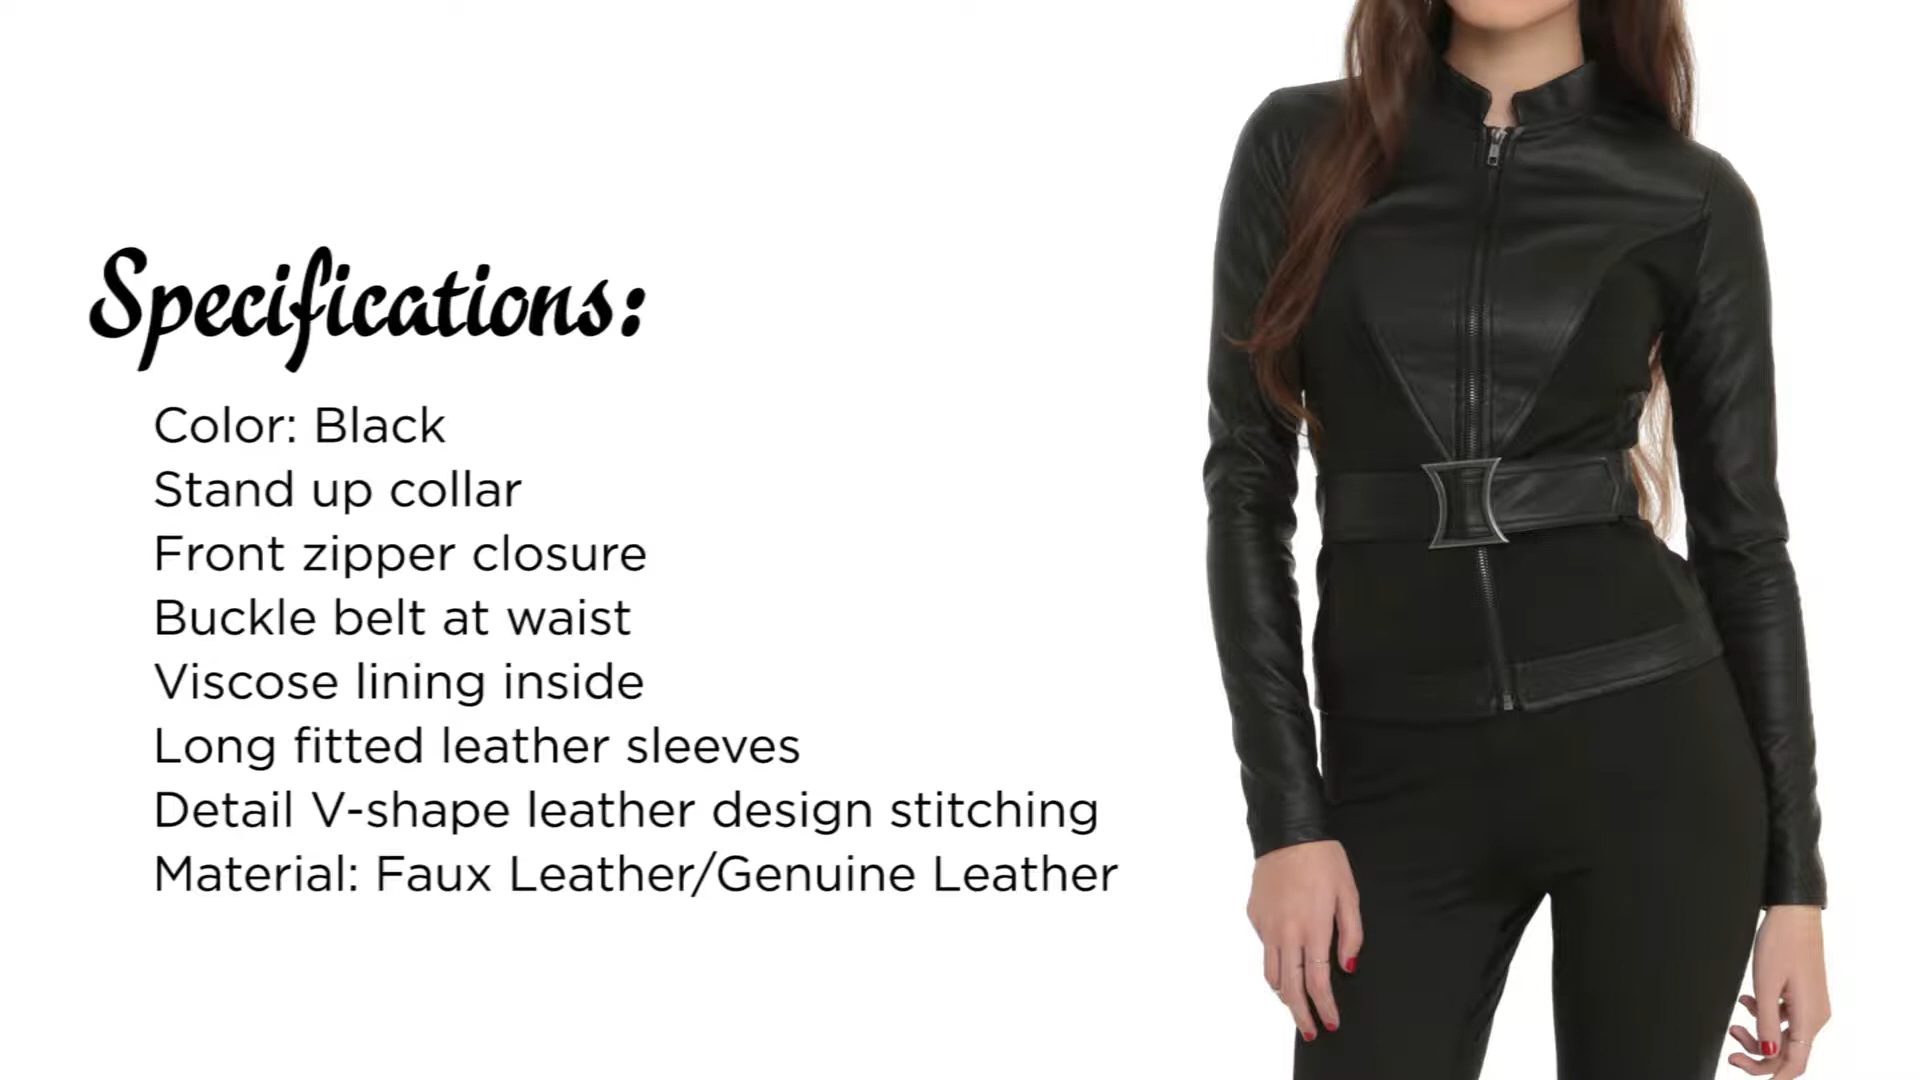 Specifications:
Color: Black
Stand up collar
Front zipper closure
Buckle belt at waist
Viscose lining inside
Long fitted leather sleeves
Detail V-shape leather design stitching
Material: Faux Leather/Genuine Leather